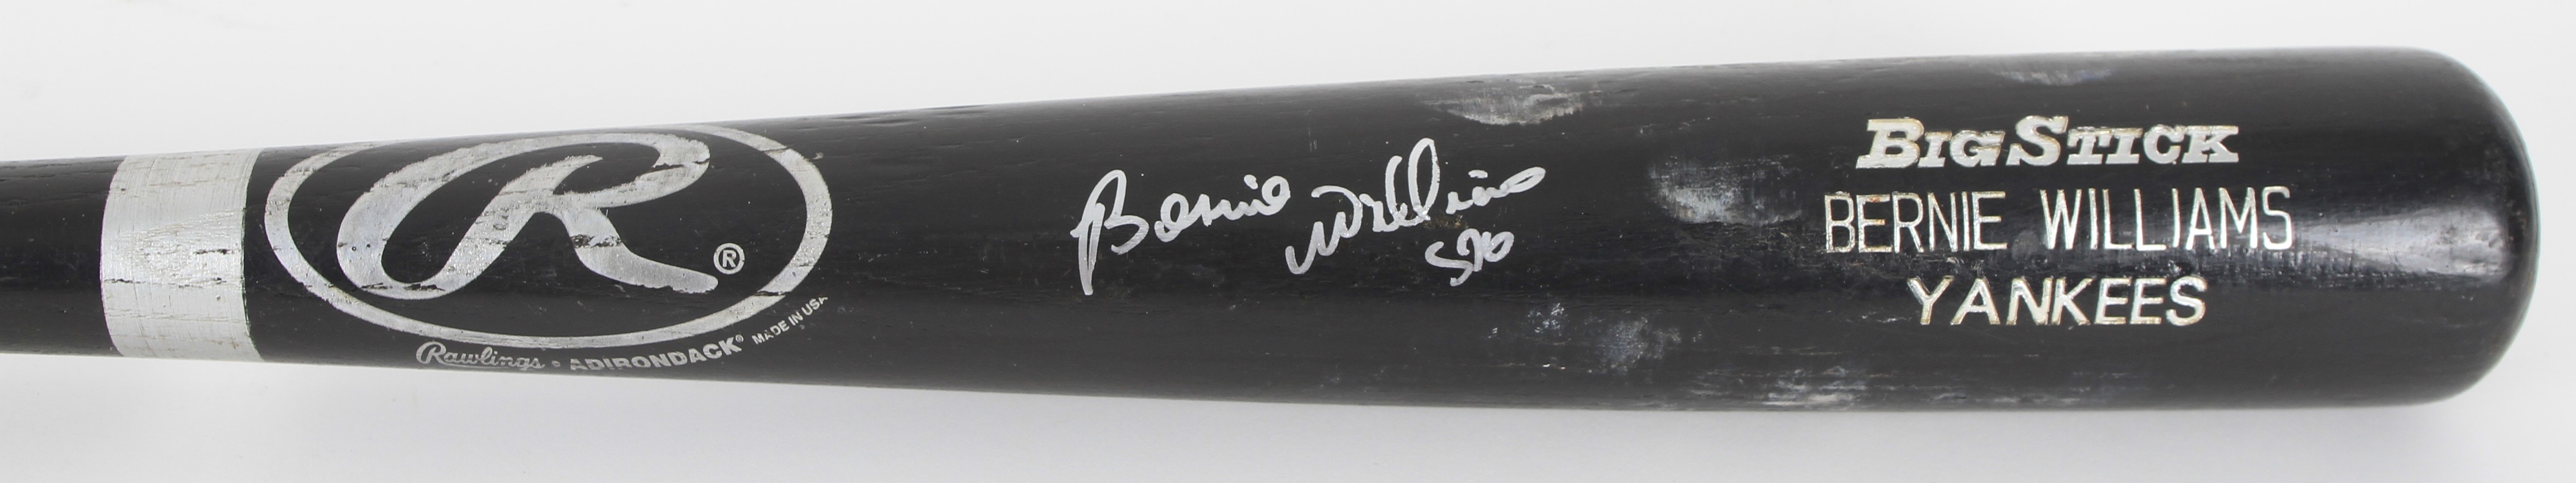 R®
Rawlings • ADIRONDACK® MADE IN USA
Bernie Williams
51
BIG STICK
BERNIE WILLIAMS
YANKEES